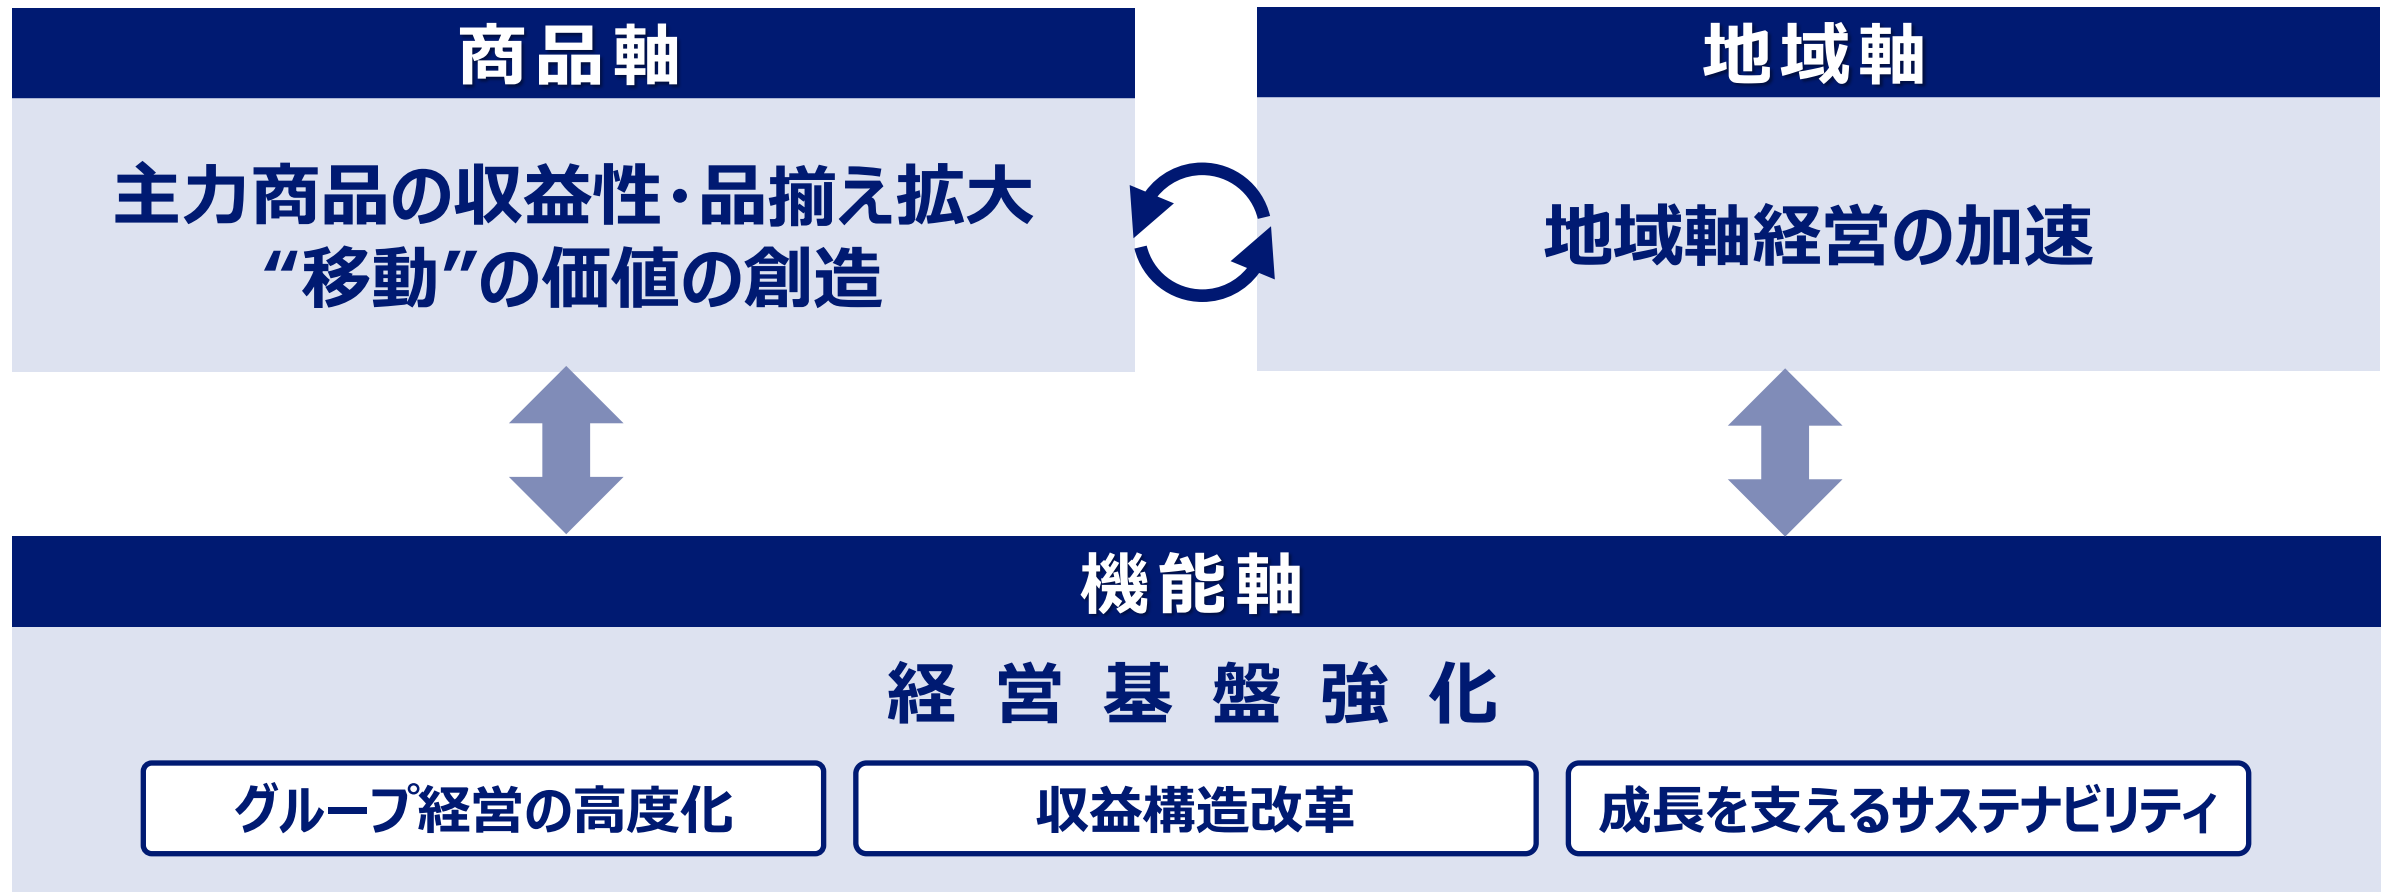 商品軸
主力商品の収益性・品揃え拡大
“移動”の価値の創造
地域軸
地域軸経営の加速
機能軸
経営基盤強化
グループ経営の高度化
収益構造改革
成長を支えるサステナビリティ